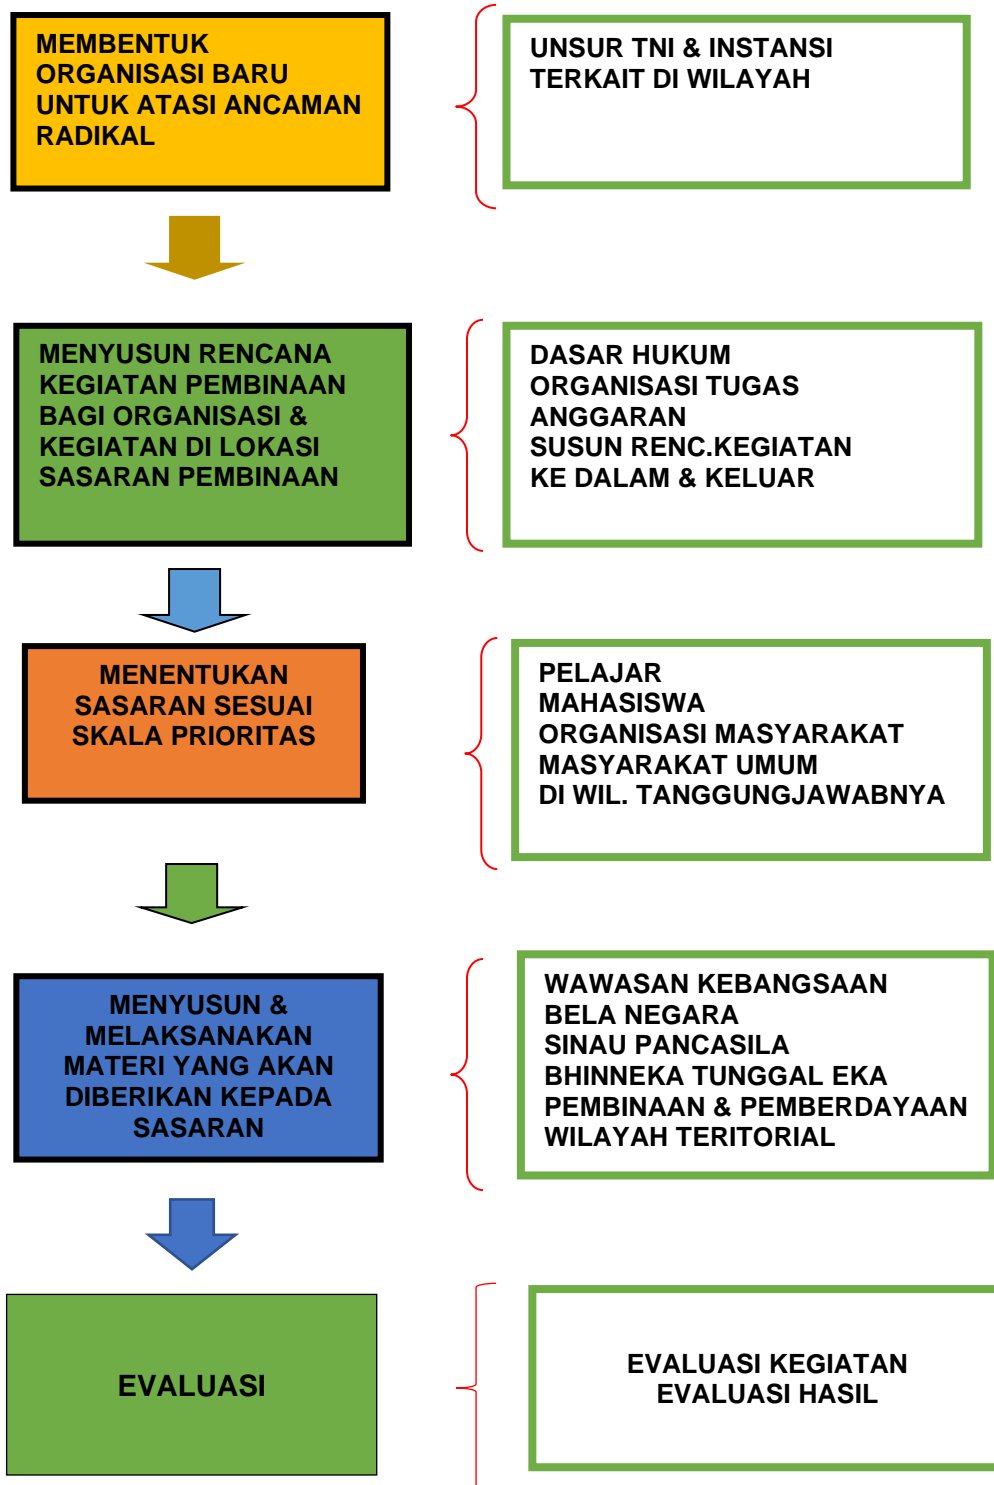 MEMBENTUK
ORGANISASI BARU
UNTUK ATASI ANCAMAN
RADIKAL
UNSUR TNI & INSTANSI
TERKAIT DI WILAYAH
MENYUSUN RENCANA
KEGIATAN PEMBINAAN
BAGI ORGANISASI &
KEGIATAN DI LOKASI
SASARAN PEMBINAAN
DASAR HUKUM
ORGANISASI TUGAS
ANGGARAN
SUSUN RENC.KEGIATAN
KE DALAM & KELUAR
MENENTUKAN
SASARAN SESUAI
SKALA PRIORITAS
PELAJAR
MAHASISWA
ORGANISASI MASYARAKAT
MASYARAKAT UMUM
DI WIL. TANGGUNGJAWABNYA
MENYUSUN &
MELAKSANAKAN
MATERI YANG AKAN
DIBERIKAN KEPADA
SASARAN
WAWASAN KEBANGSAAN
BELA NEGARA
SINAU PANCASILA
BHINNEKA TUNGGAL EKA
PEMBINAAN & PEMBERDAYAAN
WILAYAH TERITORIAL
EVALUASI
EVALUASI KEGIATAN
EVALUASI HASIL